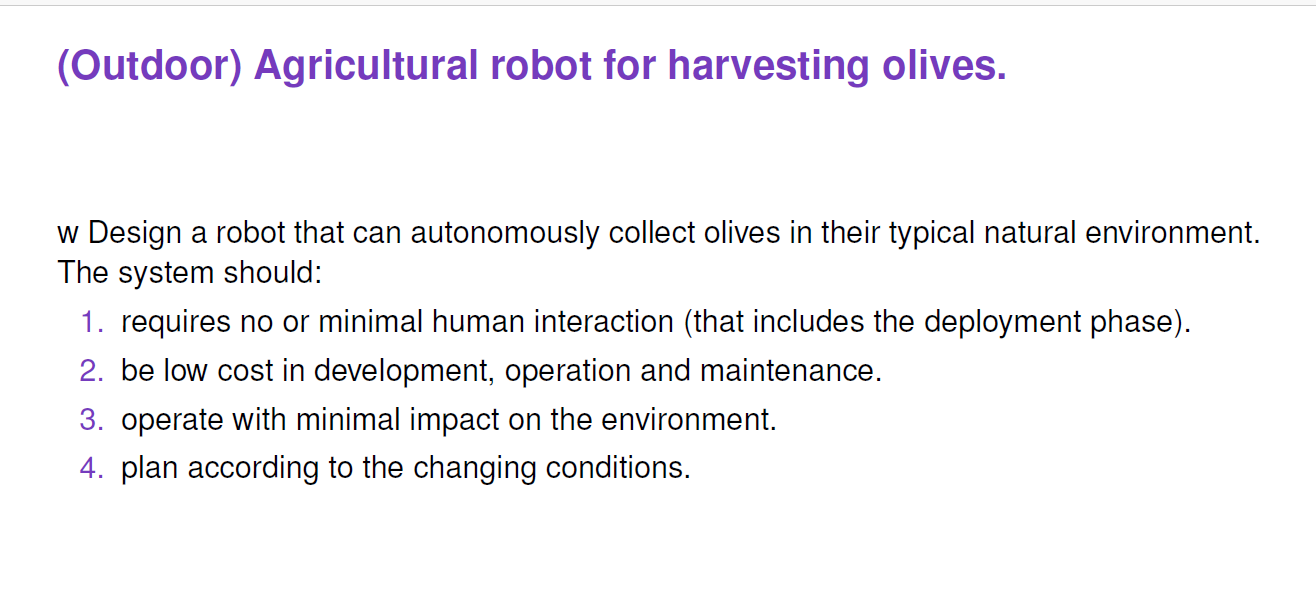 (Outdoor) Agricultural robot for harvesting olives.
w Design a robot that can autonomously collect olives in their typical natural environment.
The system should:
1. requires no or minimal human interaction (that includes the deployment phase).
2. be low cost in development, operation and maintenance.
3. operate with minimal impact on the environment.
4. plan according to the changing conditions.